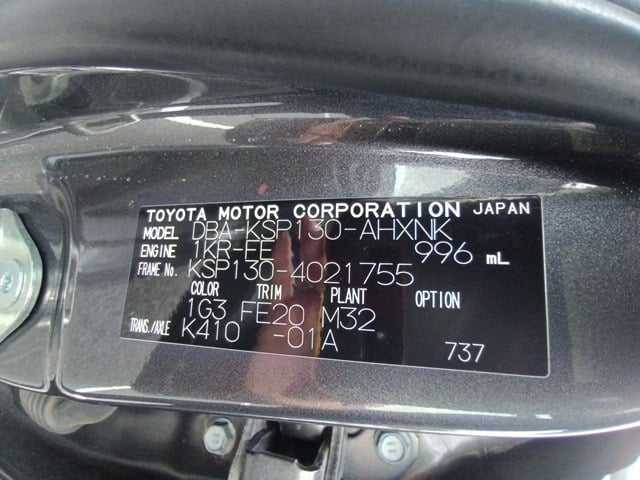 TOYOTA MOTOR CORPORATION JAPAN
MODEL DBA-KSP130-AHXNK
ENGINE 1KR-FE 996 mL
FRAME No. KSP130-4021755
COLOR TRIM PLANT OPTION
1G3 FE20 M32
TRANS./AXLE K410 -01A
737